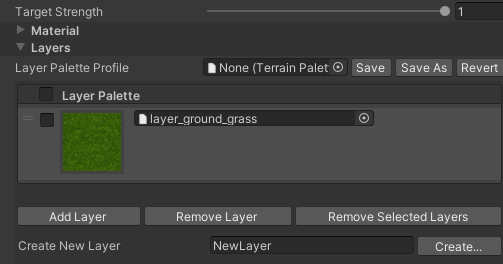 Target Strength 1
Material
Layers
Layer Palette Profile None (Terrain Palet Save Save As Revert
Layer Palette
layer_ground_grass
Add Layer Remove Layer Remove Selected Layers
Create New Layer NewLayer Create...